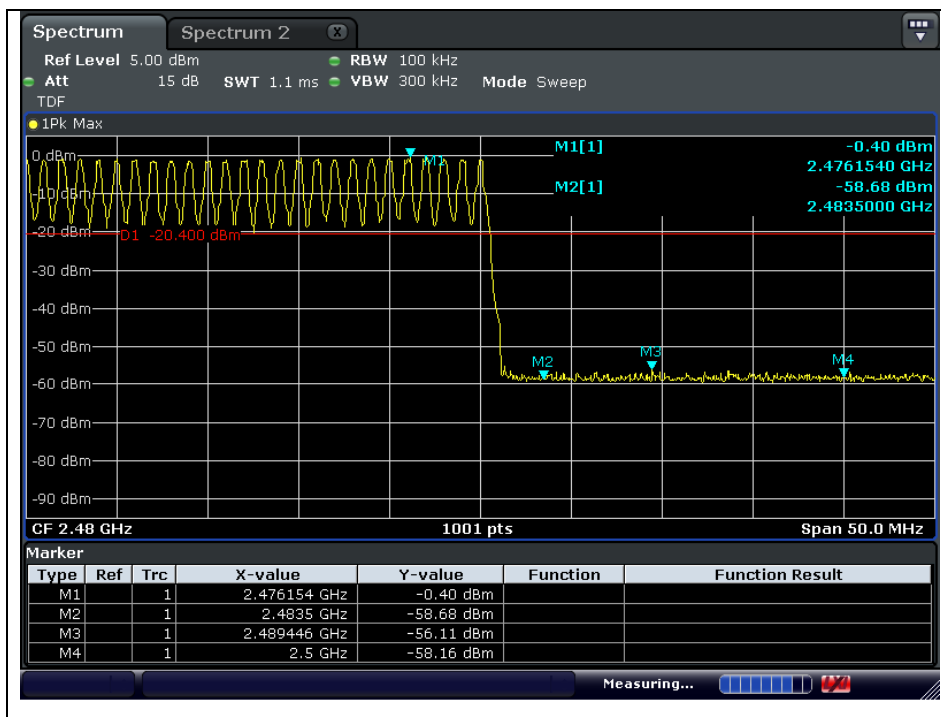 Spectrum Spectrum 2 X
Ref Level 5.00 dBm RBW 100 kHz
Att 15 dB SWT 1.1 ms VBW 300 kHz Mode Sweep
TDF
1Pk Max
M1[1] -0.40 dBm
2.4761540 GHz
M2[1] -58.68 dBm
2.4835000 GHz
0 dBm
M1
-10 dBm
-20 dBm
D1 -20.400 dBm
-30 dBm
-40 dBm
-50 dBm
M2 M3 M4
-60 dBm
-70 dBm
-80 dBm
-90 dBm
CF 2.48 GHz 1001 pts Span 50.0 MHz
Marker
Type Ref Trc X-value Y-value Function Function Result
M1 1 2.476154 GHz -0.40 dBm
M2 1 2.4835 GHz -58.68 dBm
M3 1 2.489446 GHz -56.11 dBm
M4 1 2.5 GHz -58.16 dBm
Measuring...